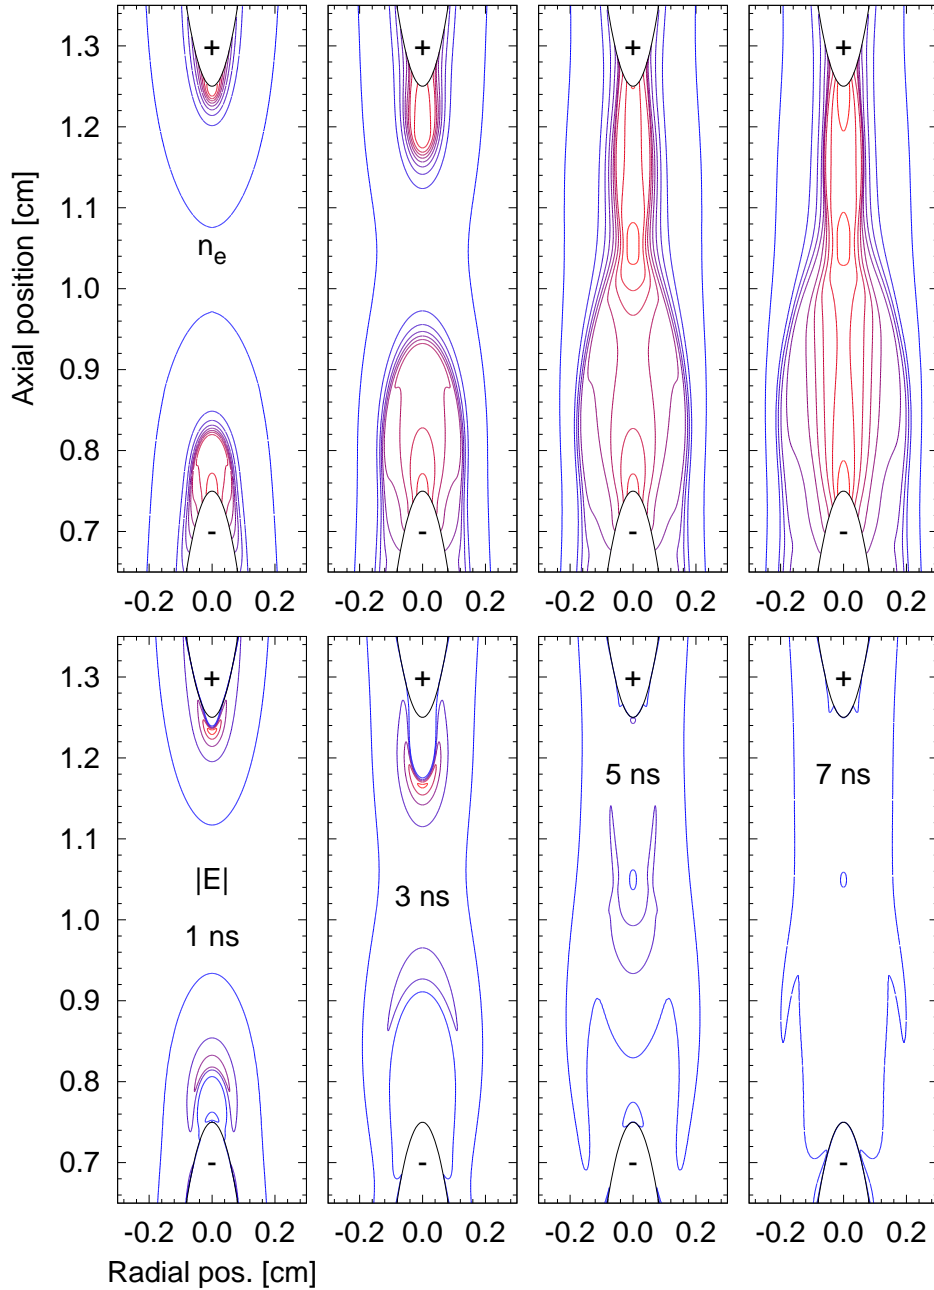 + + + +
1.3
1.2
1.1
1.0
0.9
0.8
0.7
Axial position [cm]
n_e
- - - -
-0.2 0.0 0.2 -0.2 0.0 0.2 -0.2 0.0 0.2 -0.2 0.0 0.2
+ + + +
1.3
1.2
1.1
1.0
0.9
0.8
0.7
5 ns 7 ns
|E|
3 ns
1 ns
- - - -
-0.2 0.0 0.2 -0.2 0.0 0.2 -0.2 0.0 0.2 -0.2 0.0 0.2
Radial pos. [cm]